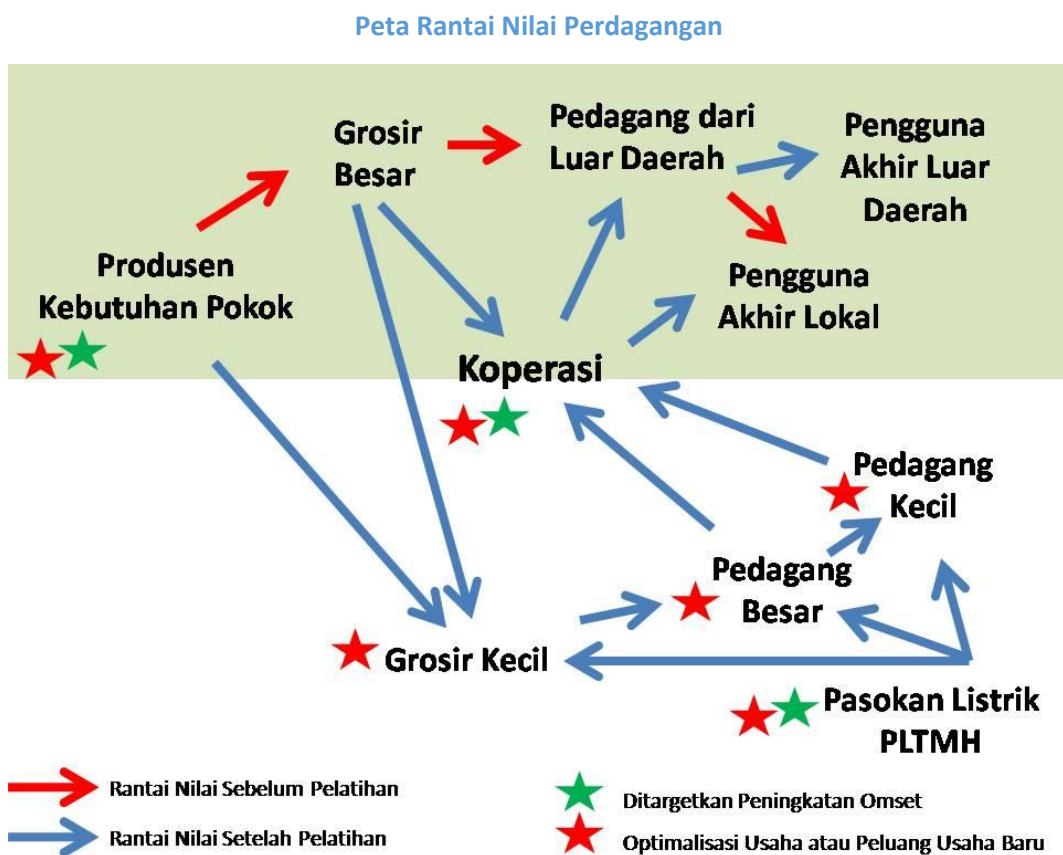 Peta Rantai Nilai Perdagangan
Grosir
Besar
Pedagang dari
Luar Daerah
Pengguna
Akhir Luar
Daerah
Produsen
Kebutuhan Pokok
Pengguna
Akhir Lokal
Koperasi
Pedagang
Kecil
Pedagang
Besar
Grosir Kecil
Pasokan Listrik
PLTMH
Rantai Nilai Sebelum Pelatihan
Rantai Nilai Setelah Pelatihan
Ditargetkan Peningkatan Omset
Optimalisasi Usaha atau Peluang Usaha Baru